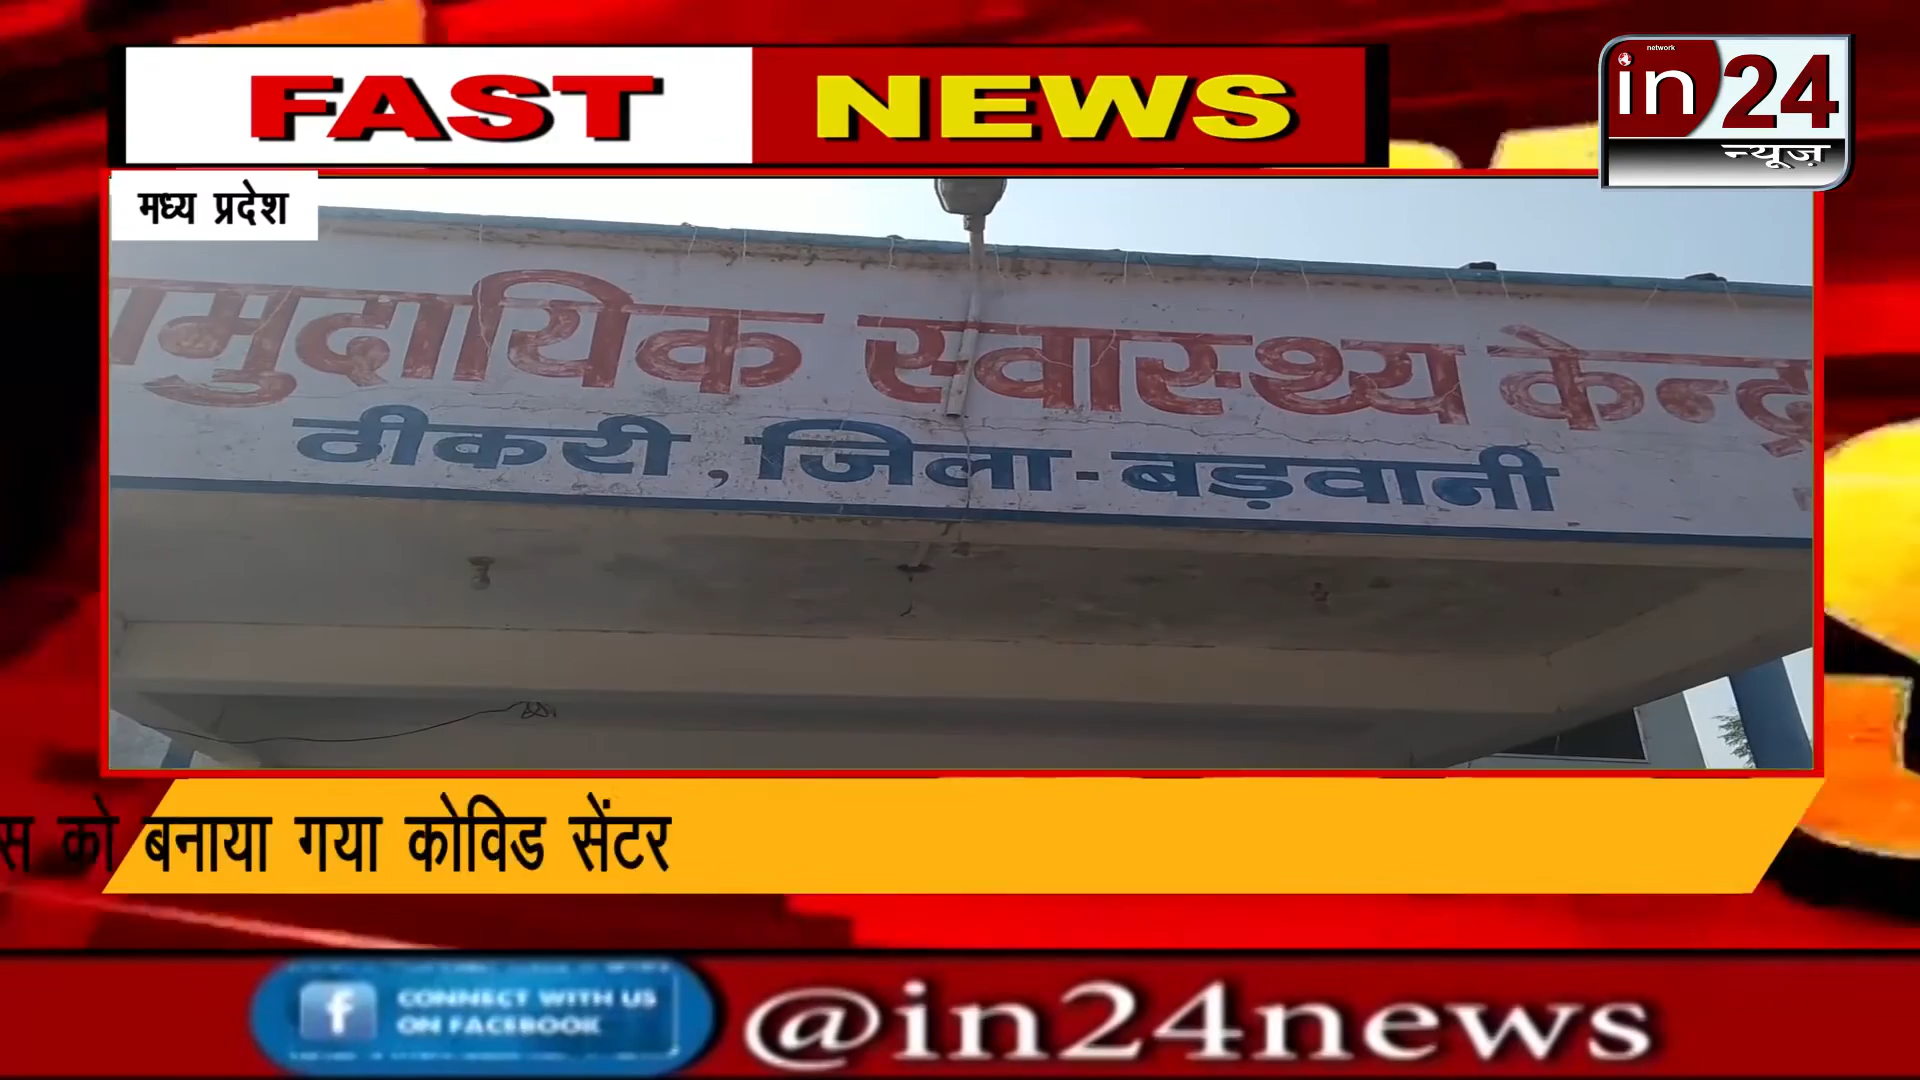 FAST NEWS
network
in 24
न्यूज़
मध्य प्रदेश
सामुदायिक स्वास्थ्य केन्द्र
ठीकरी, जिला-बड़वानी
स को बनाया गया कोविड सेंटर
f CONNECT WITH US
ON FACEBOOK
@in24news